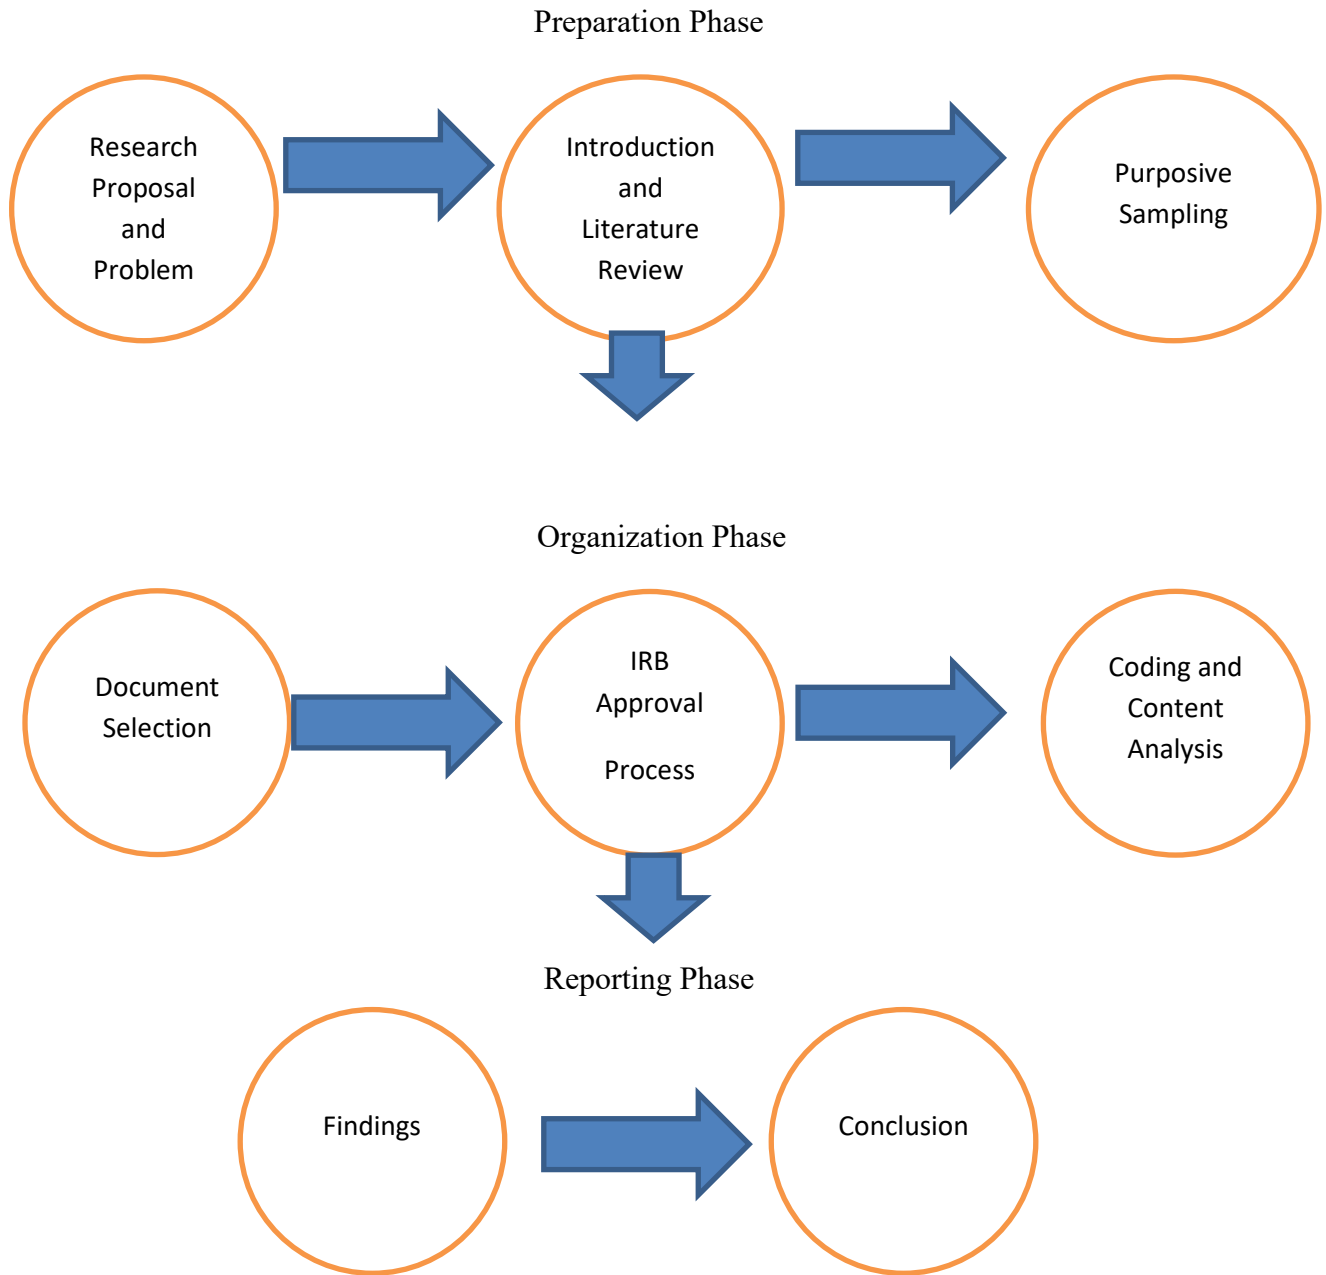 Preparation Phase
Research
Proposal
and
Problem
Introduction
and
Literature
Review
Purposive
Sampling
Organization Phase
Document
Selection
IRB
Approval
Process
Coding and
Content
Analysis
Reporting Phase
Findings
Conclusion